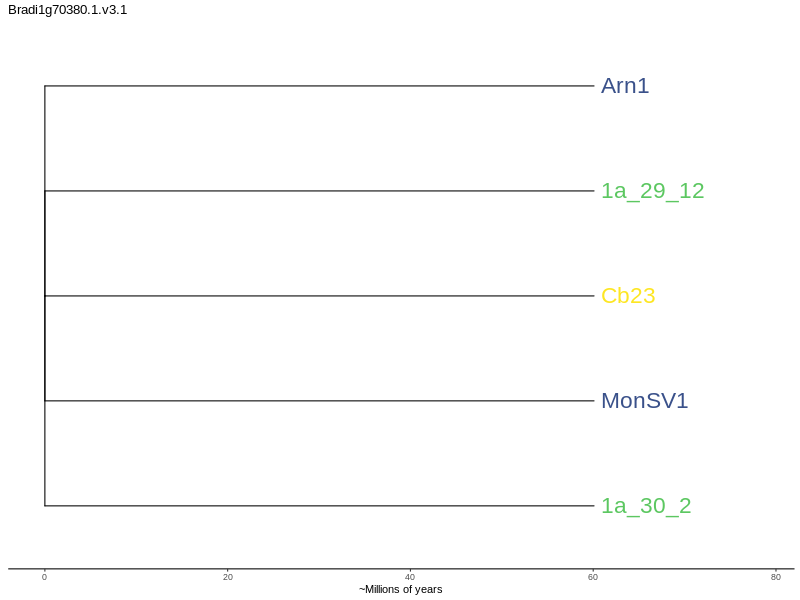 Bradi1g70380.1.v3.1
Arn1
1a_29_12
Cb23
MonSV1
1a_30_2
0 20 40 60 80
~Millions of years